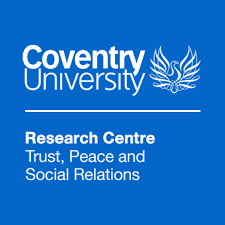 Coventry
University
Research Centre
Trust, Peace and
Social Relations